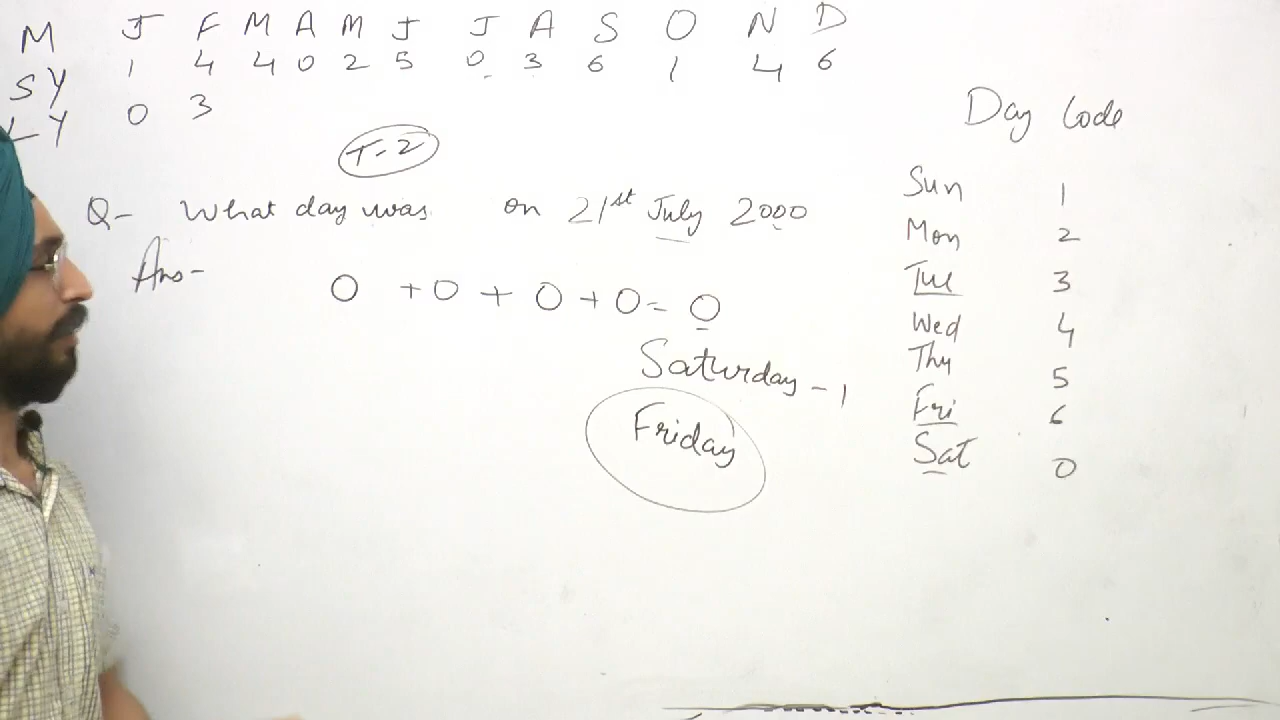 M J F M A M J J A S O N D
SY 1 4 4 0 2 5 0 3 6 1 4 6
LY 0 3
T-2
Q- What day was on 21st July 2000
Ans-
0 + 0 + 0 + 0 = 0
Saturday - 1
Friday
Day Code
Sun 1
Mon 2
Tue 3
Wed 4
Thu 5
Fri 6
Sat 0